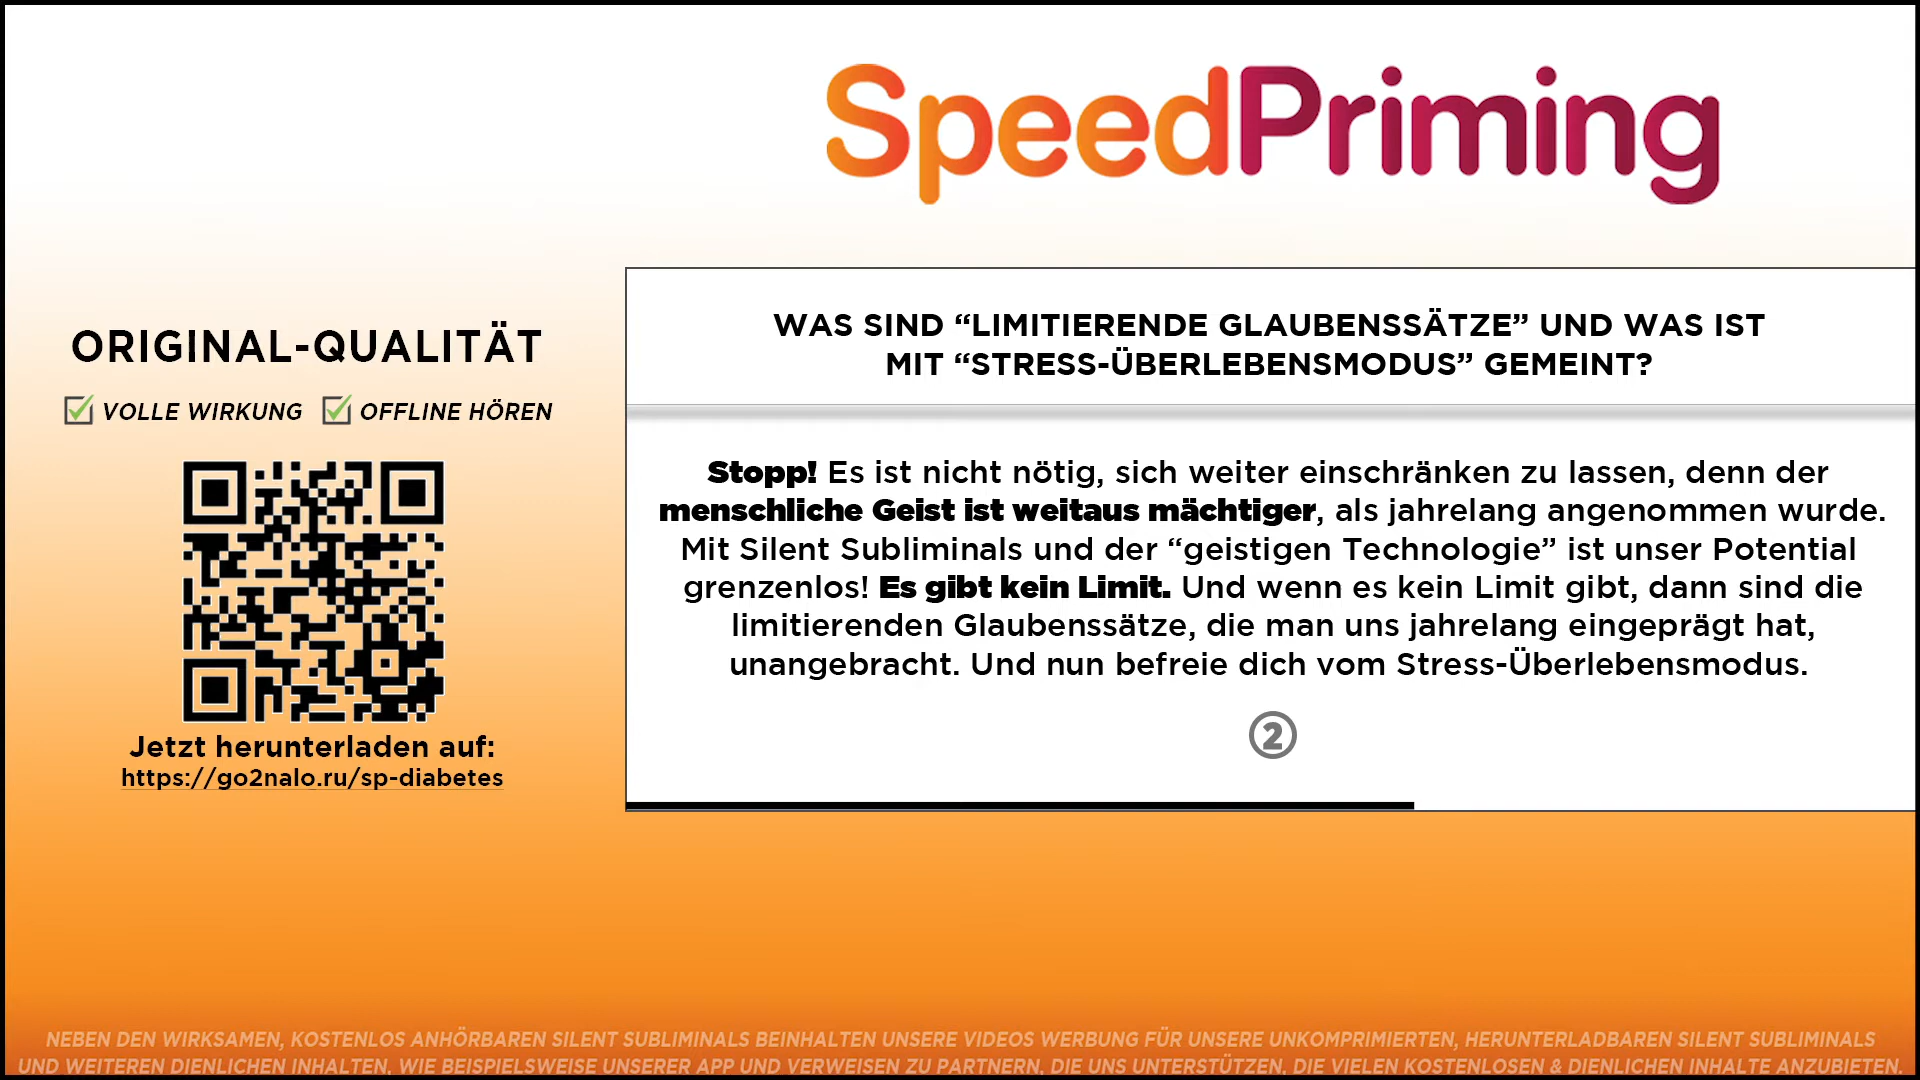 SpeedPriming
ORIGINAL-QUALITÄT
VOLLE WIRKUNG OFFLINE HÖREN
Jetzt herunterladen auf:
https://go2nalo.ru/sp-diabetes
WAS SIND “LIMITIERENDE GLAUBENSSÄTZE” UND WAS IST
MIT “STRESS-ÜBERLEBENSMODUS” GEMEINT?
Stopp! Es ist nicht nötig, sich weiter einschränken zu lassen, denn der
menschliche Geist ist weitaus mächtiger, als jahrelang angenommen wurde.
Mit Silent Subliminals und der “geistigen Technologie” ist unser Potential
grenzenlos! Es gibt kein Limit. Und wenn es kein Limit gibt, dann sind die
limitierenden Glaubenssätze, die man uns jahrelang eingeprägt hat,
unangebracht. Und nun befreie dich vom Stress-Überlebensmodus.
2
NEBEN DEN WIRKSAMEN, KOSTENLOS ANHÖRBAREN SILENT SUBLIMINALS BEINHALTEN UNSERE VIDEOS WERBUNG FÜR UNSERE UNKOMPRIMIERTEN, HERUNTERLADBAREN SILENT SUBLIMINALS
UND WEITEREN DIENLICHEN INHALTEN, WIE BEISPIELSWEISE UNSERER APP UND VERWEISEN ZU PARTNERN, DIE UNS UNTERSTÜTZEN, DIE VIELEN KOSTENLOSEN & DIENLICHEN INHALTE ANZUBIETEN.